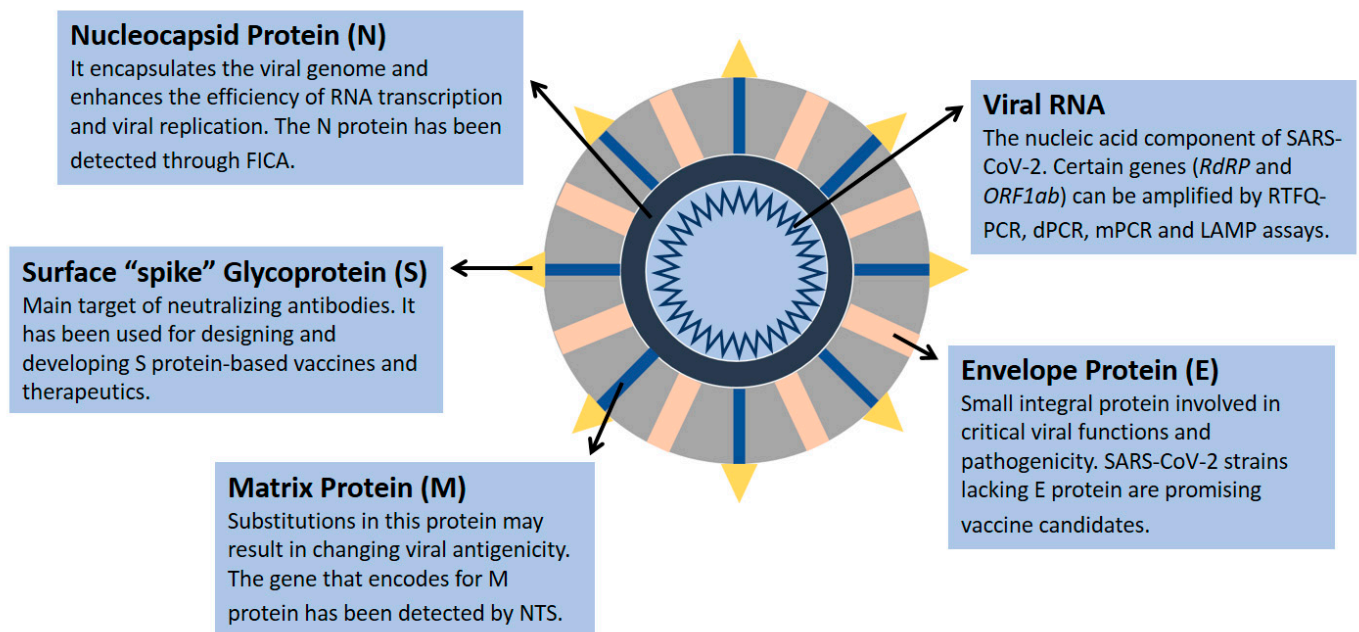 Nucleocapsid Protein (N)
It encapsulates the viral genome and
enhances the efficiency of RNA transcription
and viral replication. The N protein has been
detected through FICA.
Viral RNA
The nucleic acid component of SARS-
CoV-2. Certain genes (RdRP and
ORF1ab) can be amplified by RTFQ-
PCR, dPCR, mPCR and LAMP assays.
Surface “spike” Glycoprotein (S)
Main target of neutralizing antibodies. It
has been used for designing and
developing S protein-based vaccines and
therapeutics.
Envelope Protein (E)
Small integral protein involved in
critical viral functions and
pathogenicity. SARS-CoV-2 strains
lacking E protein are promising
vaccine candidates.
Matrix Protein (M)
Substitutions in this protein may
result in changing viral antigenicity.
The gene that encodes for M
protein has been detected by NTS.